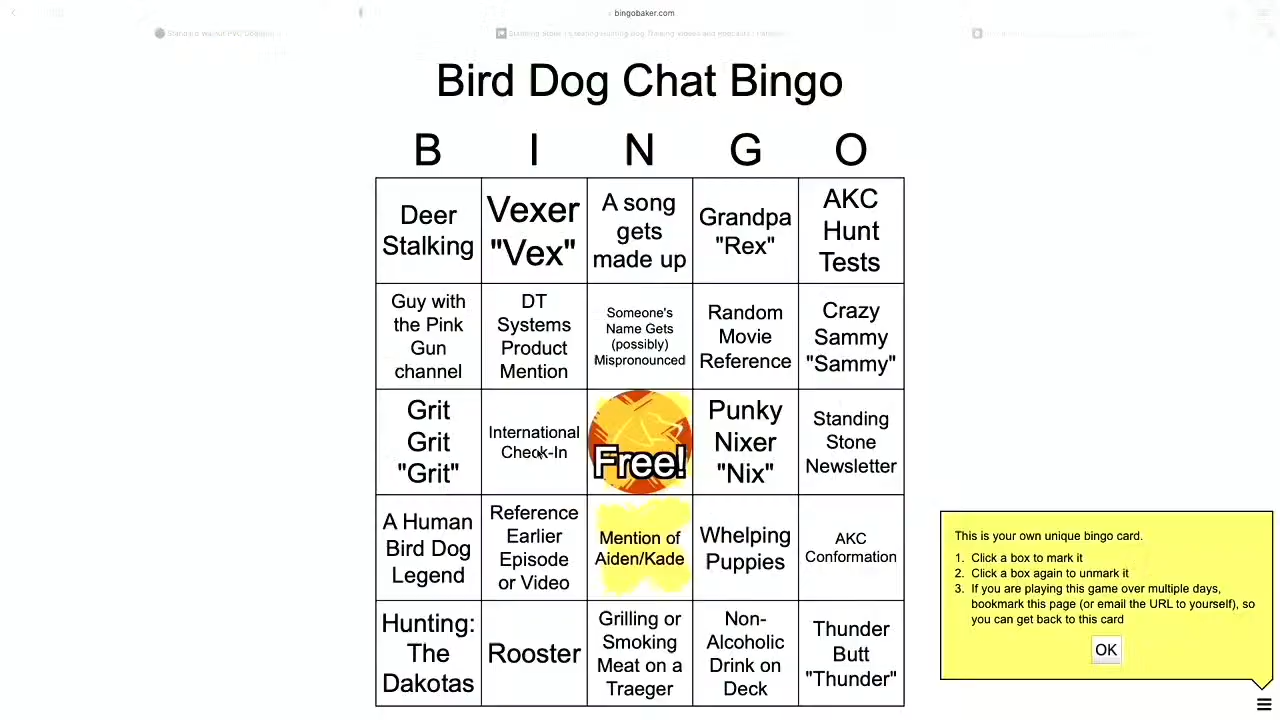 bingobaker.com
Bird Dog Chat Bingo
B I N G O
Deer
Stalking
Vexer
"Vex"
A song
gets
made up
Grandpa
"Rex"
AKC
Hunt
Tests
Guy with
the Pink
Gun
channel
DT
Systems
Product
Mention
Someone's
Name Gets
(possibly)
Mispronounced
Random
Movie
Reference
Crazy
Sammy
"Sammy"
Grit
Grit
"Grit"
International
Check-In
Free!
Punky
Nixer
"Nix"
Standing
Stone
Newsletter
A Human
Bird Dog
Legend
Reference
Earlier
Episode
or Video
Mention of
Aiden/Kade
Whelping
Puppies
AKC
Conformation
Hunting:
The
Dakotas
Rooster
Grilling or
Smoking
Meat on a
Traeger
Non-
Alcoholic
Drink on
Deck
Thunder
Butt
"Thunder"
This is your own unique bingo card.
1. Click a box to mark it
2. Click a box again to unmark it
3. If you are playing this game over multiple days,
bookmark this page (or email the URL to yourself), so
you can get back to this card
OK